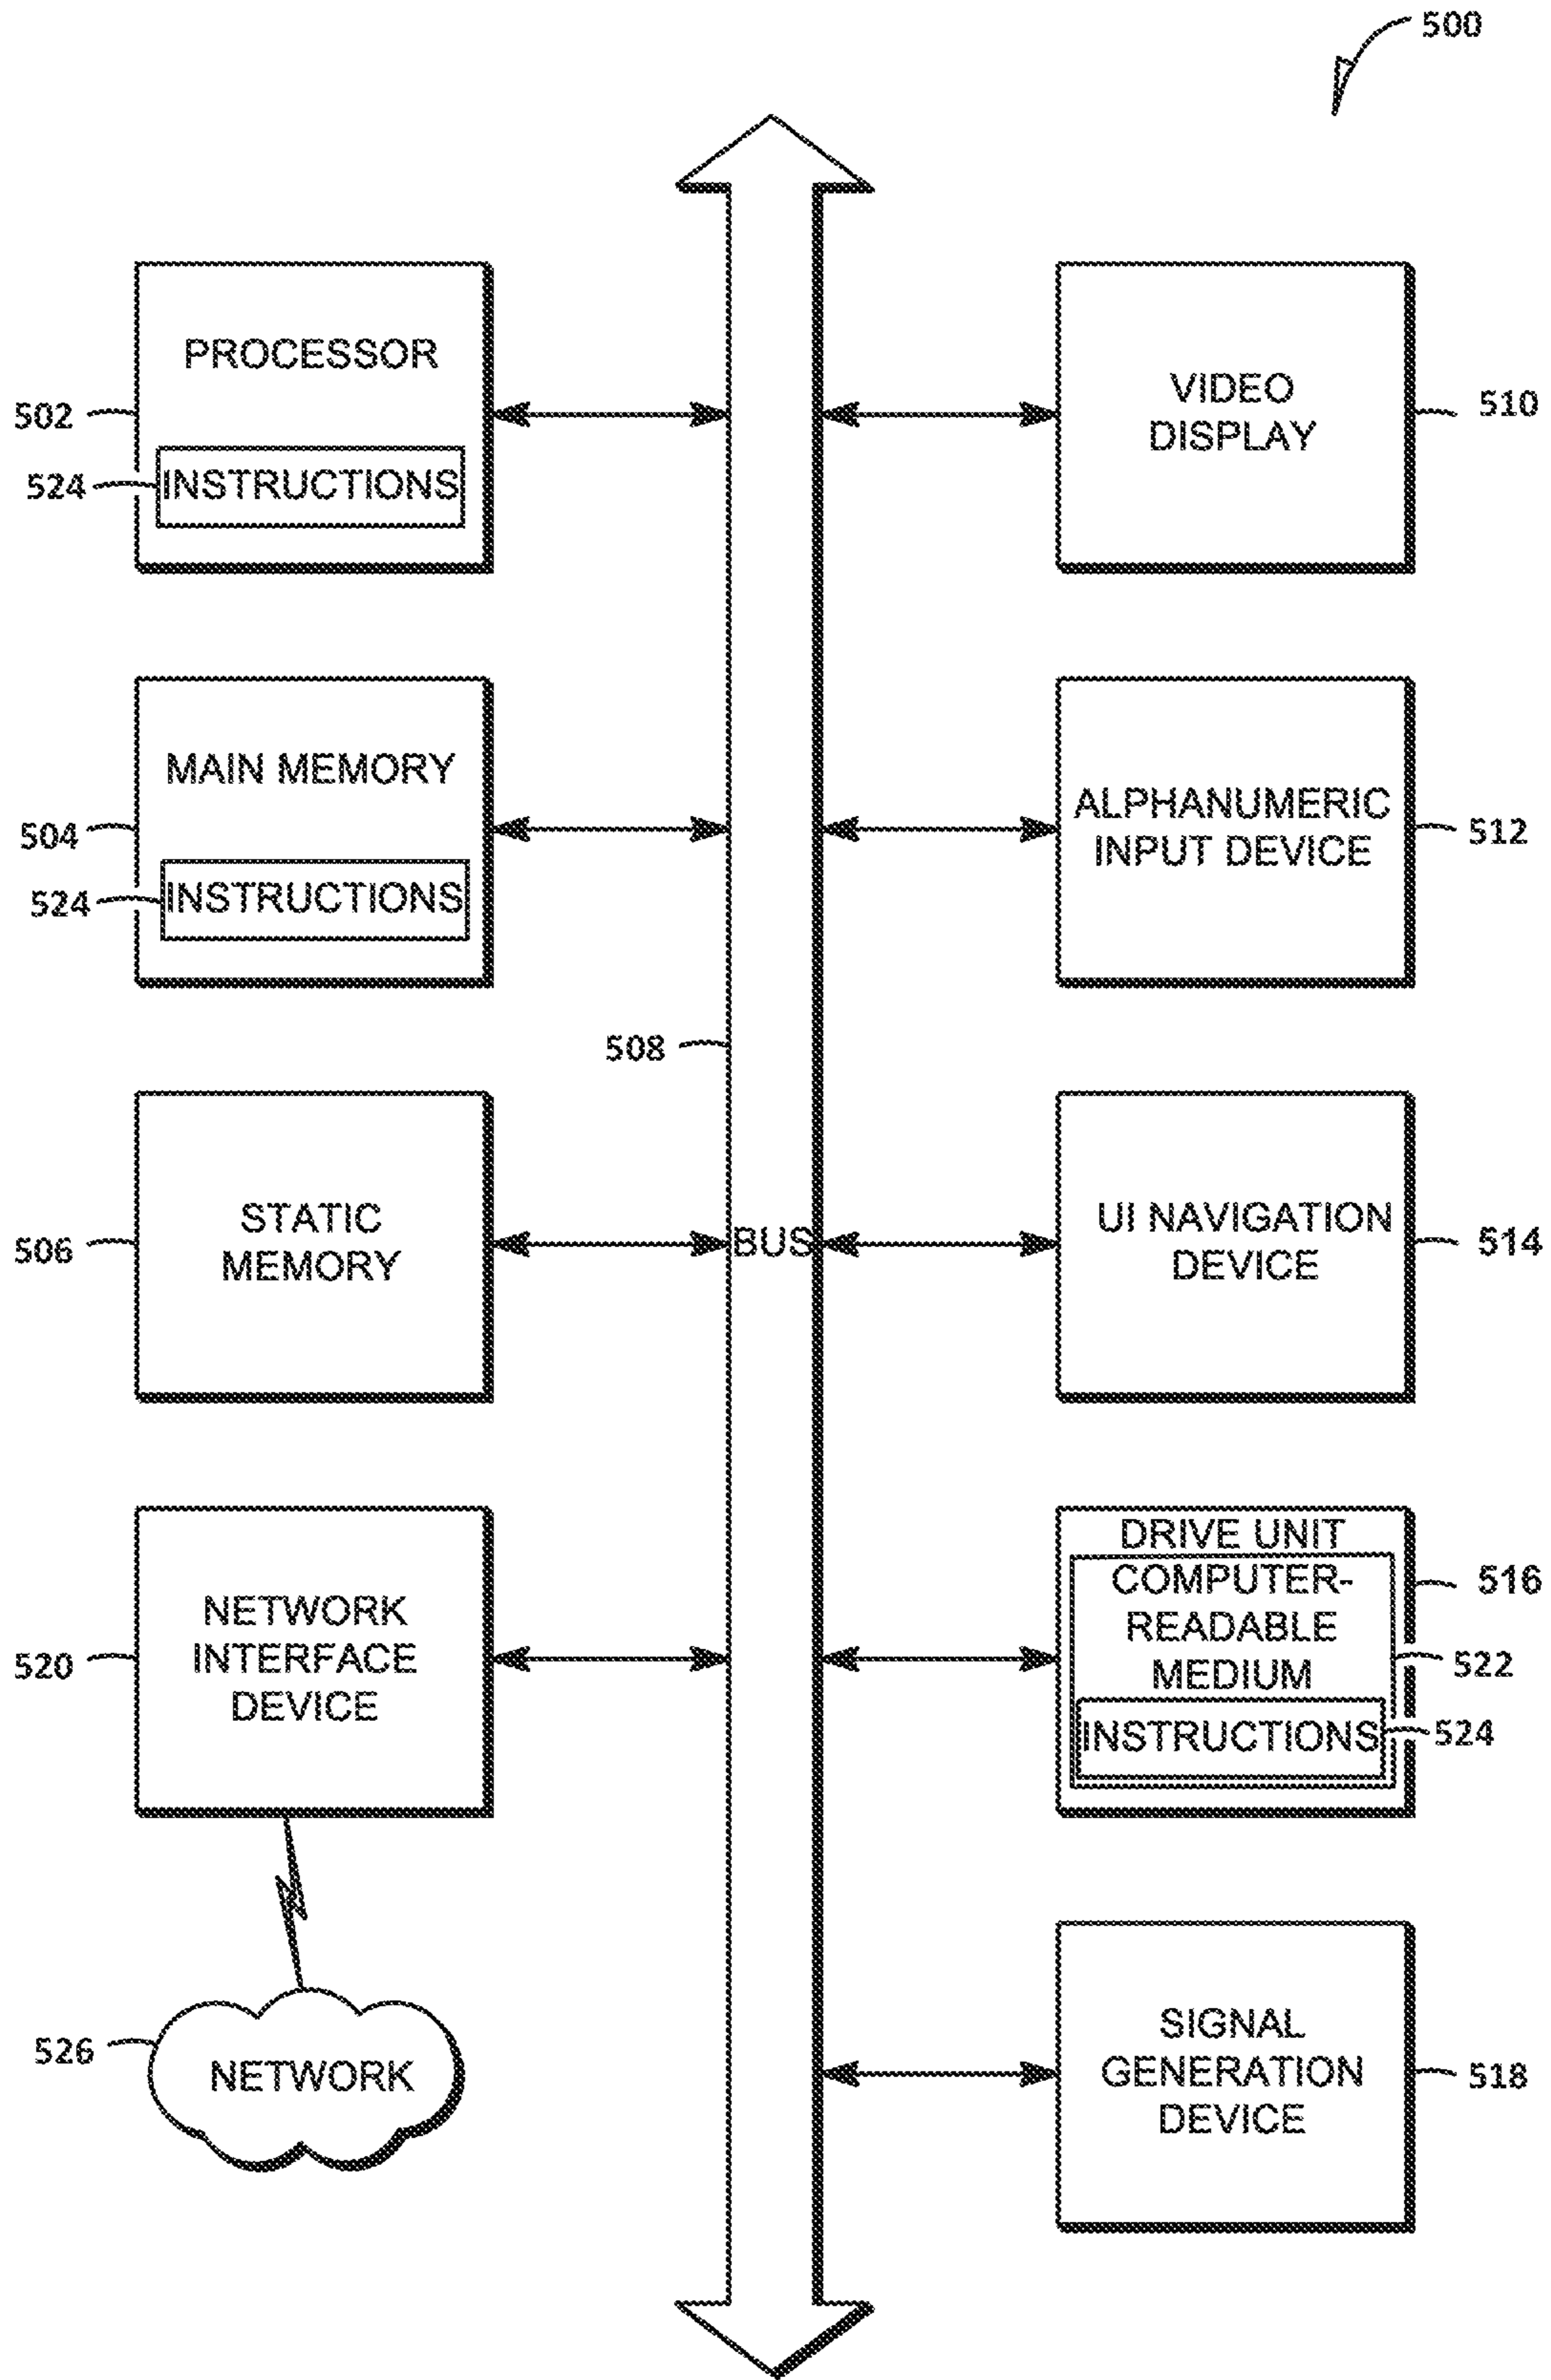 500
PROCESSOR
502
524
INSTRUCTIONS
VIDEO
DISPLAY
510
MAIN MEMORY
504
524
INSTRUCTIONS
ALPHANUMERIC
INPUT DEVICE
512
508
STATIC
MEMORY
506
BUS
UI NAVIGATION
DEVICE
514
NETWORK
INTERFACE
DEVICE
520
DRIVE UNIT
COMPUTER-
READABLE
MEDIUM
INSTRUCTIONS
516
522
524
526
NETWORK
SIGNAL
GENERATION
DEVICE
518